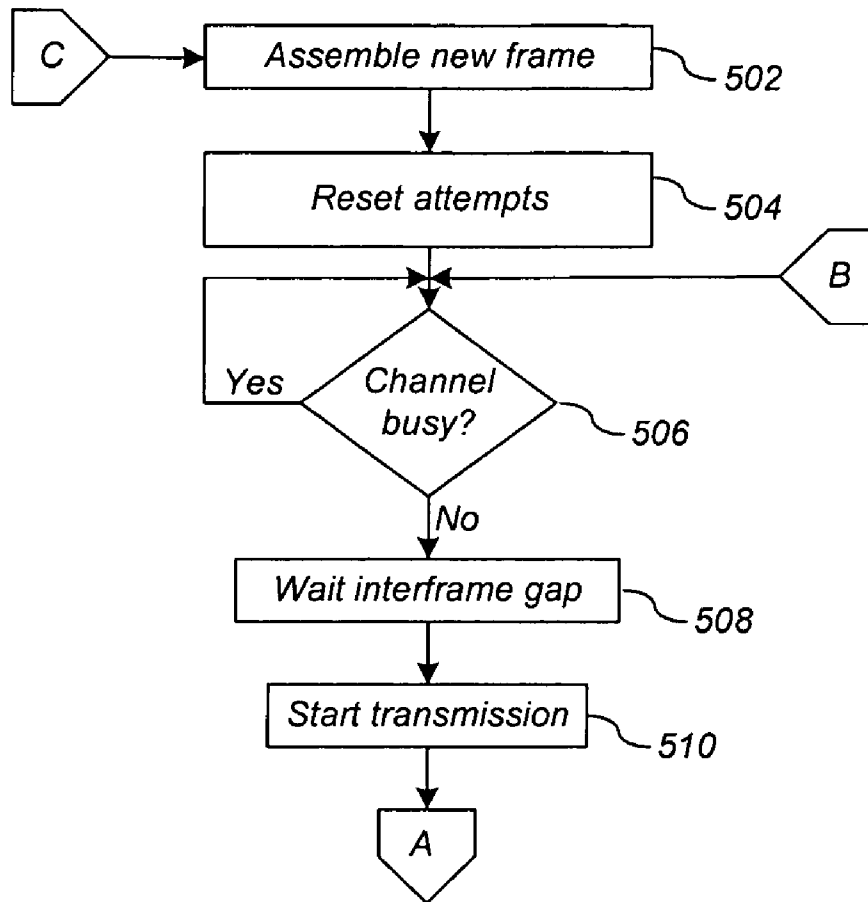 C
Assemble new frame
502
Reset attempts
504
B
Yes
Channel
busy?
506
No
Wait interframe gap
508
Start transmission
510
A